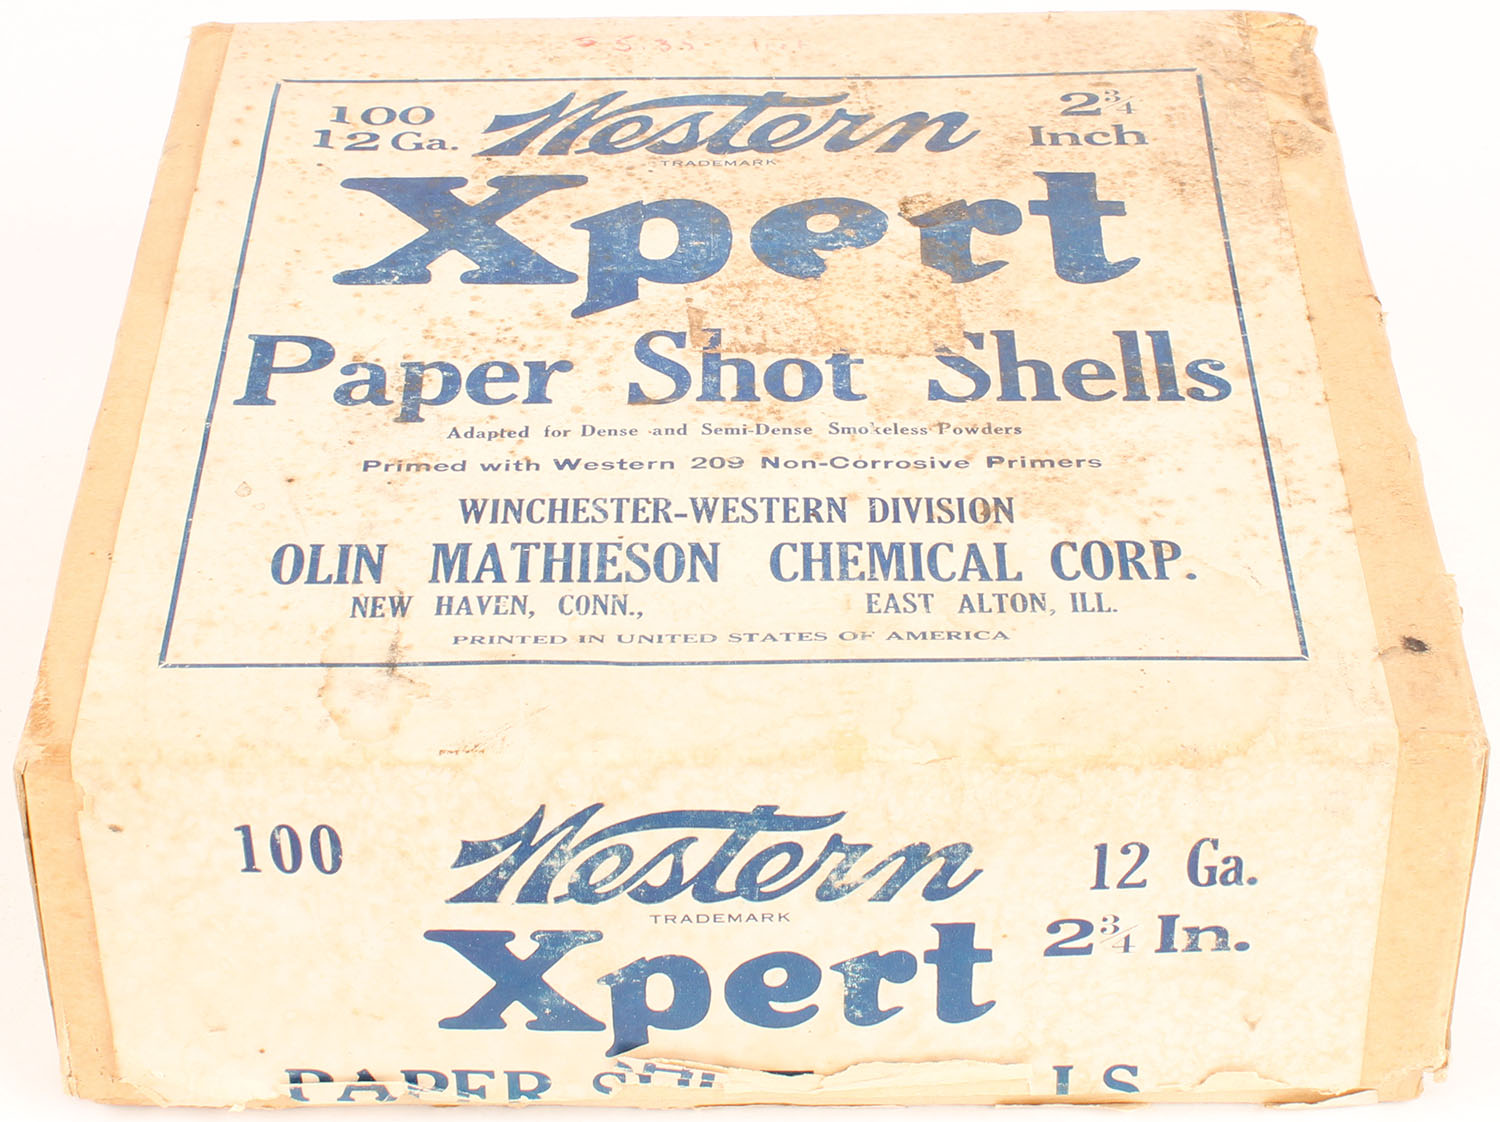 100
12 Ga.
Western
2¾
Inch
TRADEMARK
Xpert
Paper Shot Shells
Adapted for Dense and Semi-Dense Smokeless Powders
Primed with Western 209 Non-Corrosive Primers
WINCHESTER-WESTERN DIVISION
OLIN MATHIESON CHEMICAL CORP.
NEW HAVEN, CONN., EAST ALTON, ILL.
PRINTED IN UNITED STATES OF AMERICA
100
Western
TRADEMARK
12 Ga.
2¾ In.
Xpert
PAPER